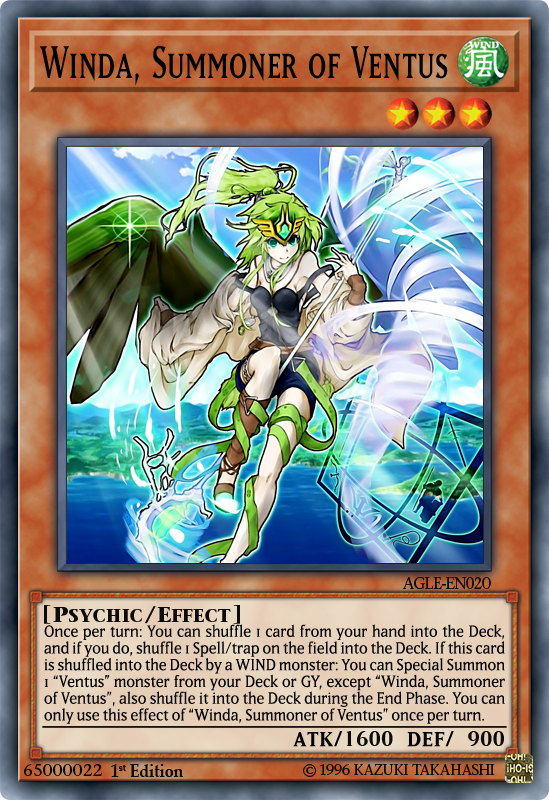 WINDA, SUMMONER OF VENTUS
WIND
風
AGLE-EN020
[PSYCHIC/EFFECT]
Once per turn: You can shuffle 1 card from your hand into the Deck,
and if you do, shuffle 1 Spell/trap on the field into the Deck. If this
card is shuffled into the Deck by a WIND monster: You can Special Summon
1 “Ventus” monster from your Deck or GY, except “Winda, Summoner
of Ventus”, also shuffle it into the Deck during the End Phase. You can
only use this effect of “Winda, Summoner of Ventus” once per turn.
ATK/1600 DEF/ 900
65000022 1st Edition © 1996 KAZUKI TAKAHASHI